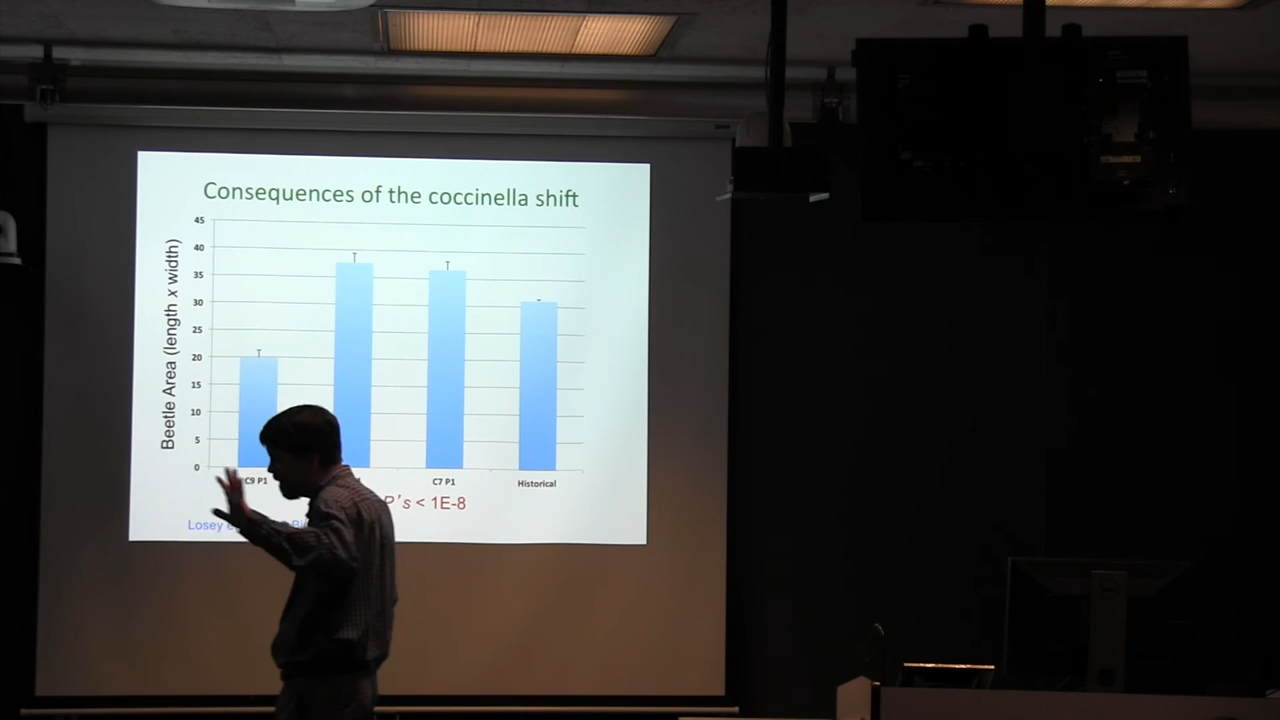 Consequences of the coccinella shift
Beetle Area (length x width)
45
40
35
30
25
20
15
10
5
0
C9 P1
C7 P1
Historical
P's < 1E-8
Losey